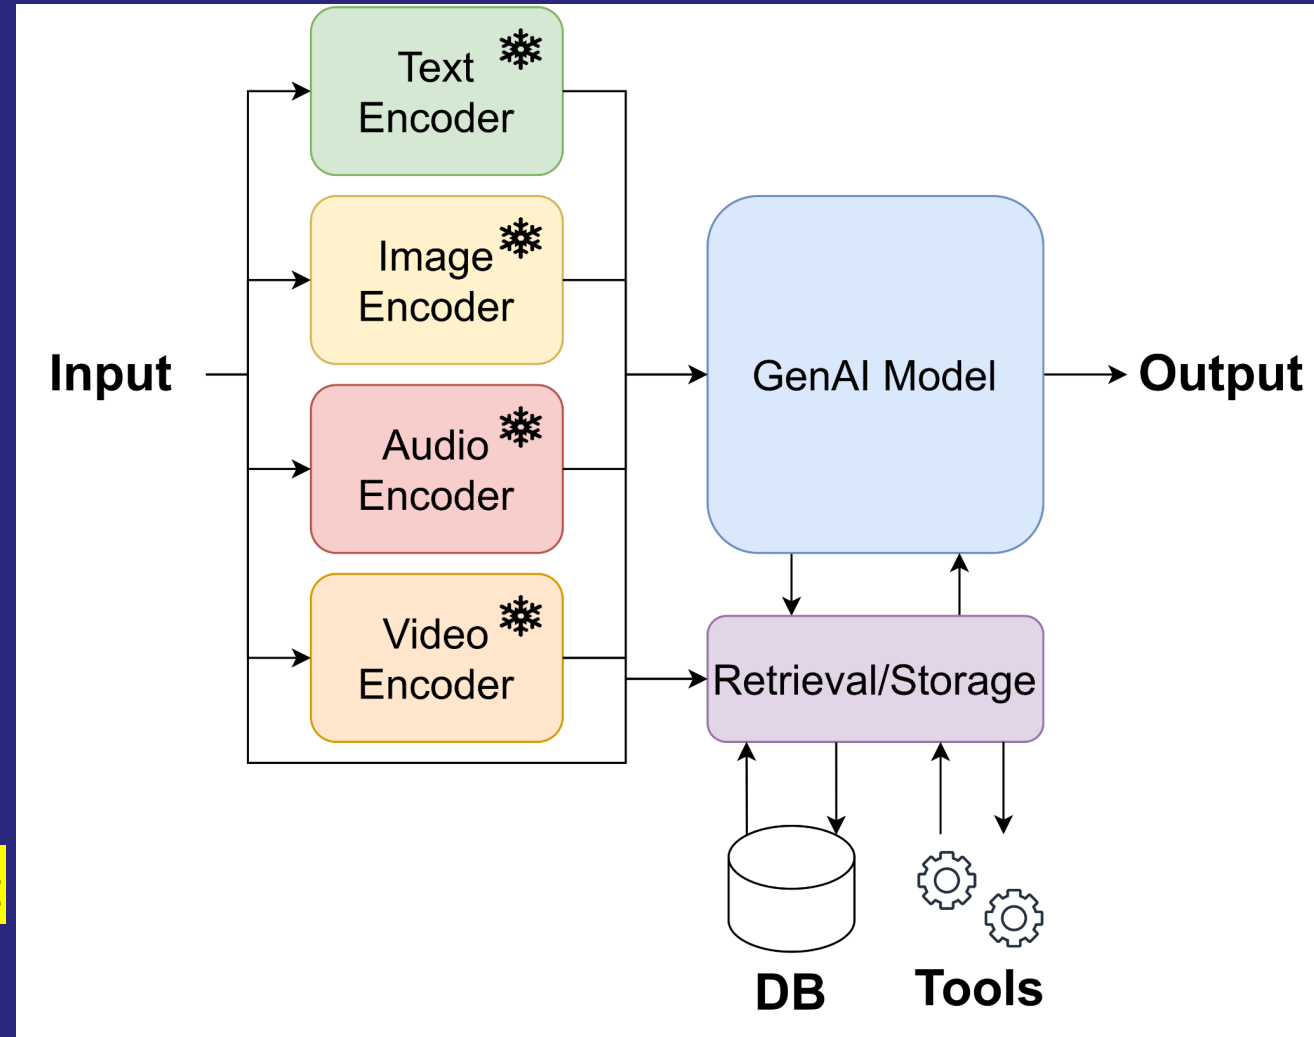 Text
Encoder
Image
Encoder
Input
GenAI Model
Output
Audio
Encoder
Video
Encoder
Retrieval/Storage
DB
Tools